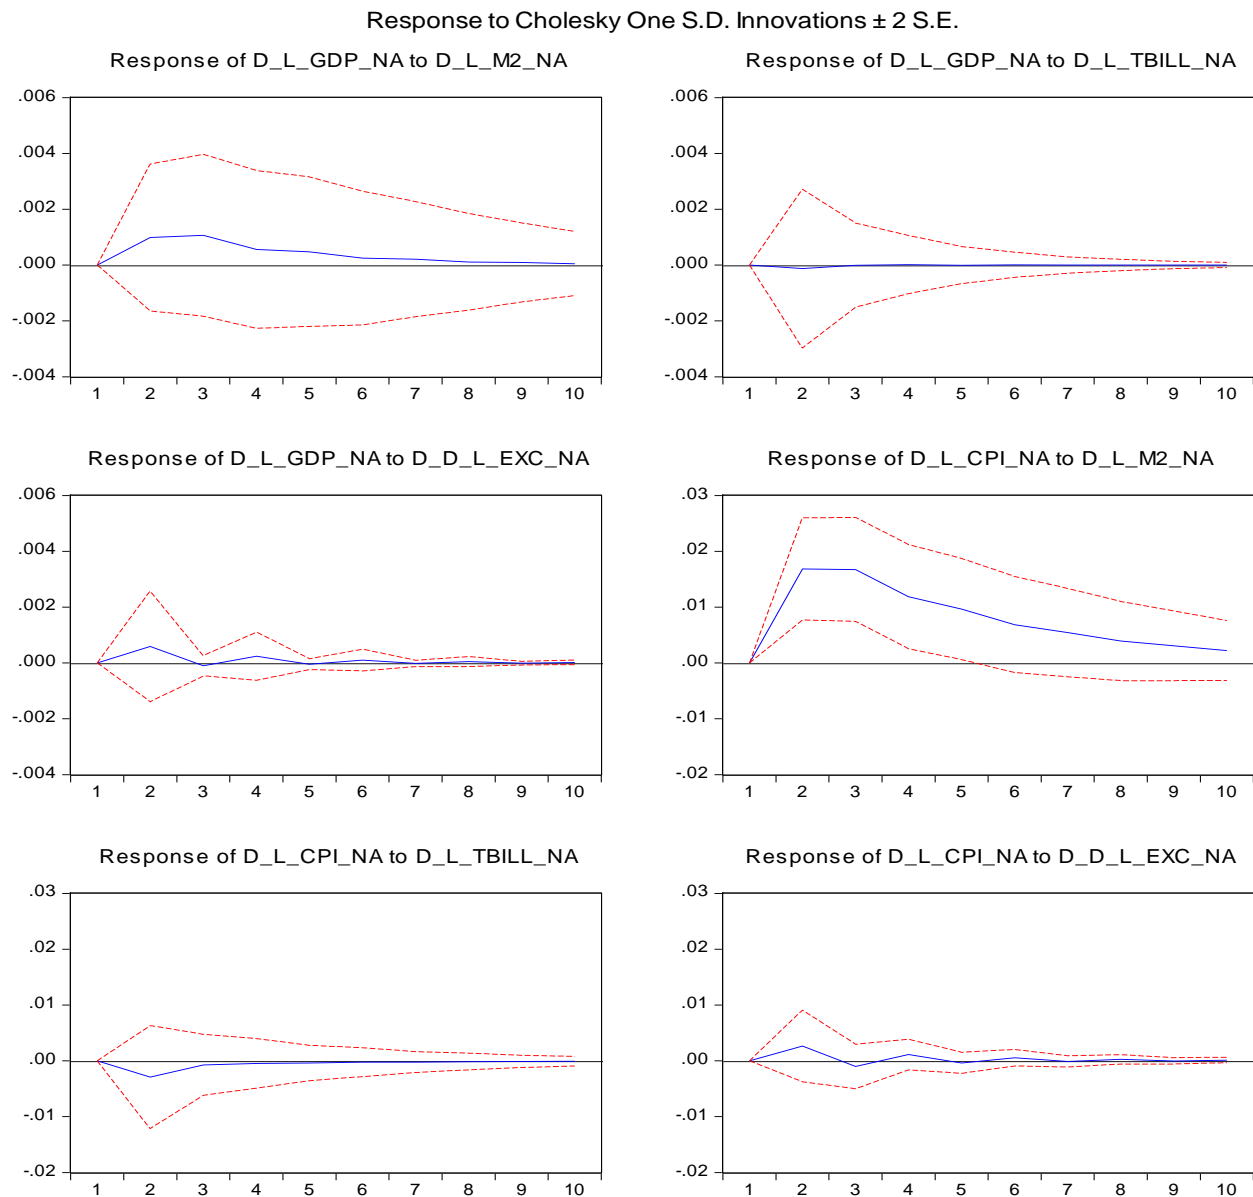 Response to Cholesky One S.D. Innovations ± 2 S.E.
Response of D_L_GDP_NA to D_L_M2_NA
.006
.004
.002
.000
-.002
-.004
1 2 3 4 5 6 7 8 9 10
Response of D_L_GDP_NA to D_L_TBILL_NA
.006
.004
.002
.000
-.002
-.004
1 2 3 4 5 6 7 8 9 10
Response of D_L_GDP_NA to D_D_L_EXC_NA
.006
.004
.002
.000
-.002
-.004
1 2 3 4 5 6 7 8 9 10
Response of D_L_CPI_NA to D_L_M2_NA
.03
.02
.01
.00
-.01
-.02
1 2 3 4 5 6 7 8 9 10
Response of D_L_CPI_NA to D_L_TBILL_NA
.03
.02
.01
.00
-.01
-.02
1 2 3 4 5 6 7 8 9 10
Response of D_L_CPI_NA to D_D_L_EXC_NA
.03
.02
.01
.00
-.01
-.02
1 2 3 4 5 6 7 8 9 10